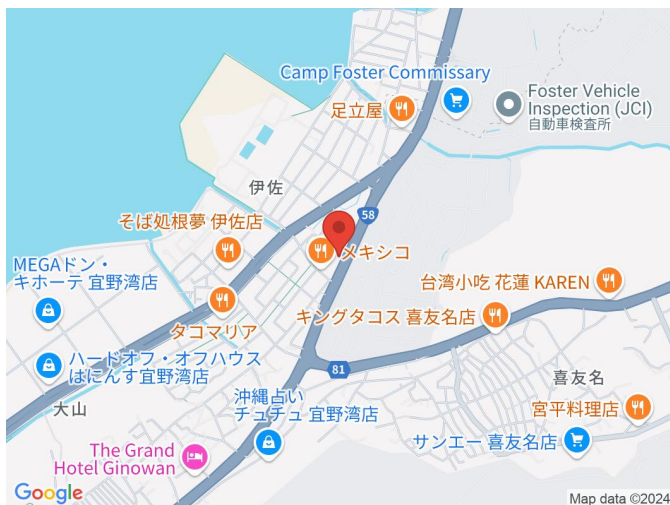 Camp Foster Commissary
足立屋
Foster Vehicle
Inspection (JCI)
自動車検査所
伊佐
58
そば処根夢 伊佐店
メキシコ
MEGAドン・
キホーテ 宜野湾店
台湾小吃 花蓮 KAREN
タコマリア
キングタコス 喜友名店
ハードオフ・オフハウス
はにんす宜野湾店
81
喜友名
大山
沖縄占い
チュチュ 宜野湾店
宮平料理店
サンエー 喜友名店
The Grand
Hotel Ginowan
Google
Map data ©2024